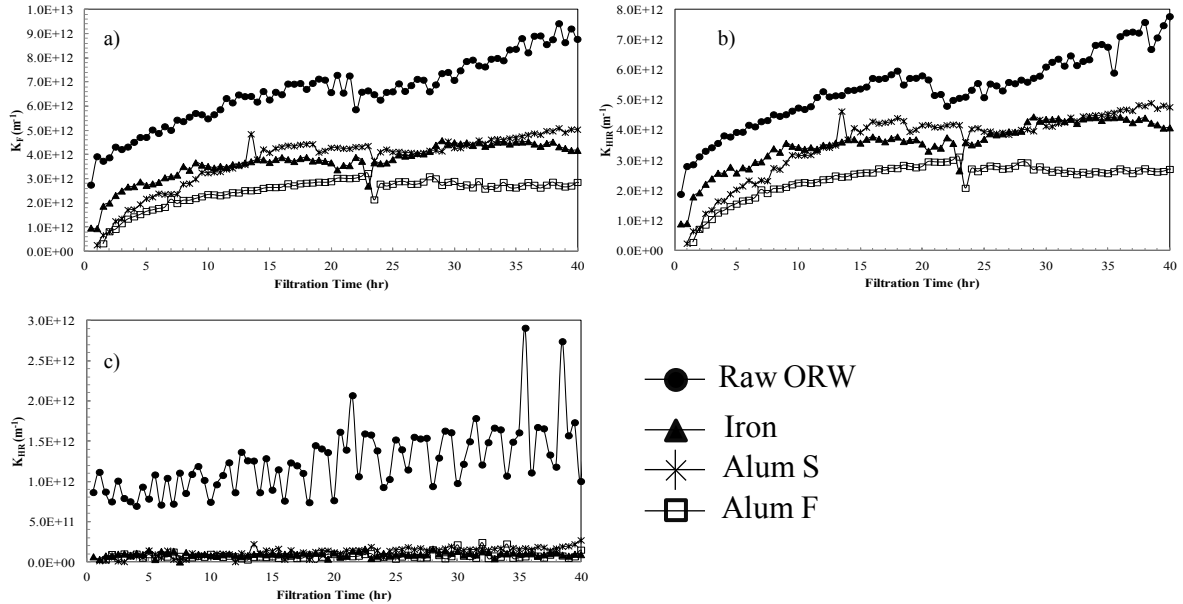 a)
1.0E+13
9.0E+12
8.0E+12
7.0E+12
6.0E+12
5.0E+12
4.0E+12
3.0E+12
2.0E+12
1.0E+12
0.0E+00
K_F (m⁻¹)
0 5 10 15 20 25 30 35 40
Filtration Time (hr)
b)
8.0E+12
7.0E+12
6.0E+12
5.0E+12
4.0E+12
3.0E+12
2.0E+12
1.0E+12
0.0E+00
K_HR (m⁻¹)
0 5 10 15 20 25 30 35 40
Filtration Time (hr)
c)
3.0E+12
2.5E+12
2.0E+12
1.5E+12
1.0E+12
5.0E+11
0.0E+00
K_HR (m⁻¹)
0 5 10 15 20 25 30 35 40
Filtration Time (hr)
Raw ORW
Iron
Alum S
Alum F